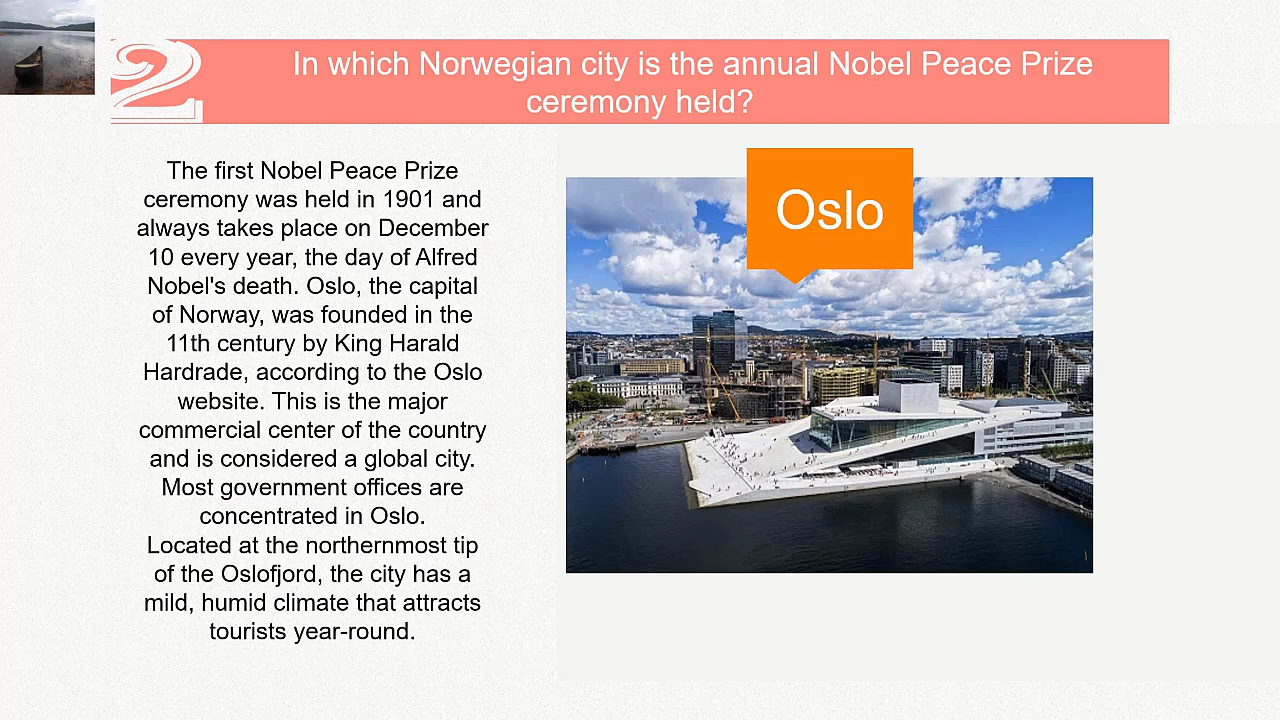 2
In which Norwegian city is the annual Nobel Peace Prize
ceremony held?
The first Nobel Peace Prize
ceremony was held in 1901 and
always takes place on December
10 every year, the day of Alfred
Nobel's death. Oslo, the capital
of Norway, was founded in the
11th century by King Harald
Hardrade, according to the Oslo
website. This is the major
commercial center of the country
and is considered a global city.
Most government offices are
concentrated in Oslo.
Located at the northernmost tip
of the Oslofjord, the city has a
mild, humid climate that attracts
tourists year-round.
Oslo